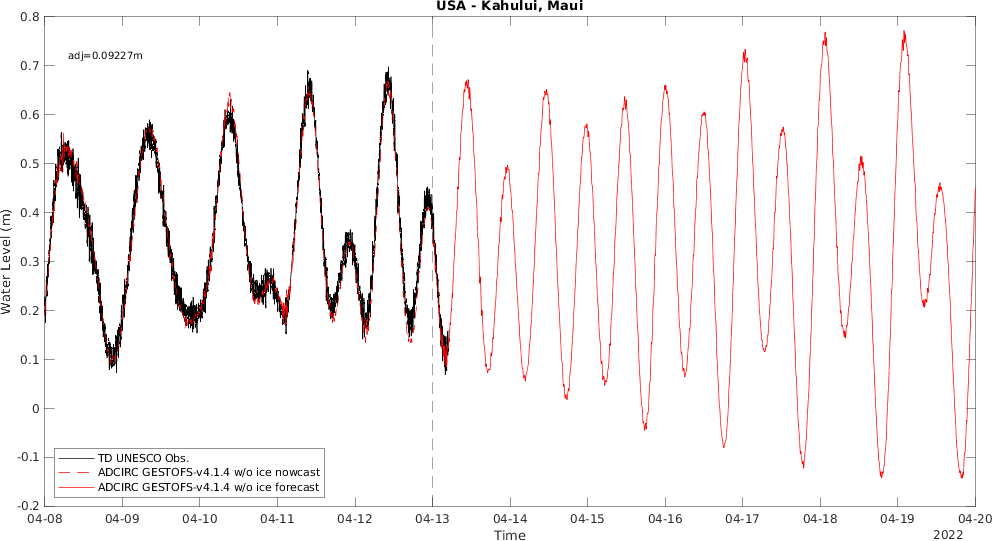 USA - Kahului, Maui
adj=0.09227m
0.8
0.7
0.6
0.5
0.4
0.3
0.2
0.1
0
-0.1
-0.2
Water Level (m)
TD UNESCO Obs.
ADCIRC GESTOFS-v4.1.4 w/o ice nowcast
ADCIRC GESTOFS-v4.1.4 w/o ice forecast
04-08 04-09 04-10 04-11 04-12 04-13 04-14 04-15 04-16 04-17 04-18 04-19 04-20
Time
2022